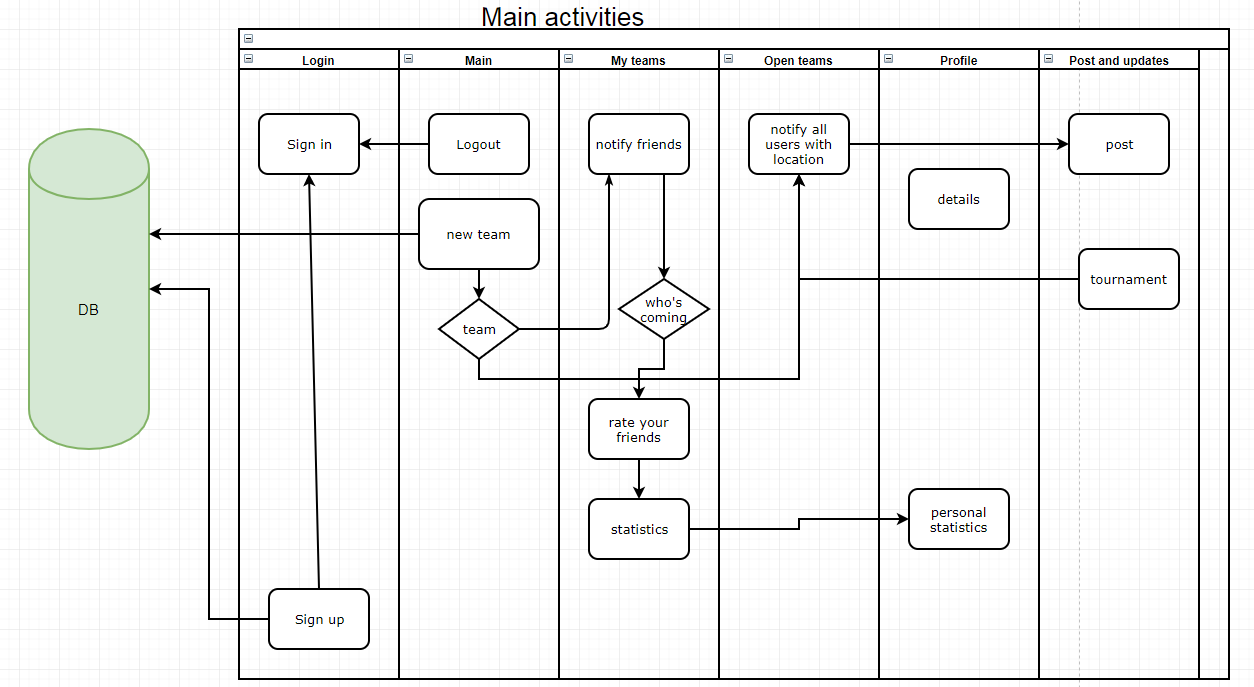 Main activities
Login
Main
My teams
Open teams
Profile
Post and updates
Sign in
Logout
notify friends
notify all
users with
location
post
details
new team
tournament
DB
team
who's
coming
rate your
friends
statistics
personal
statistics
Sign up